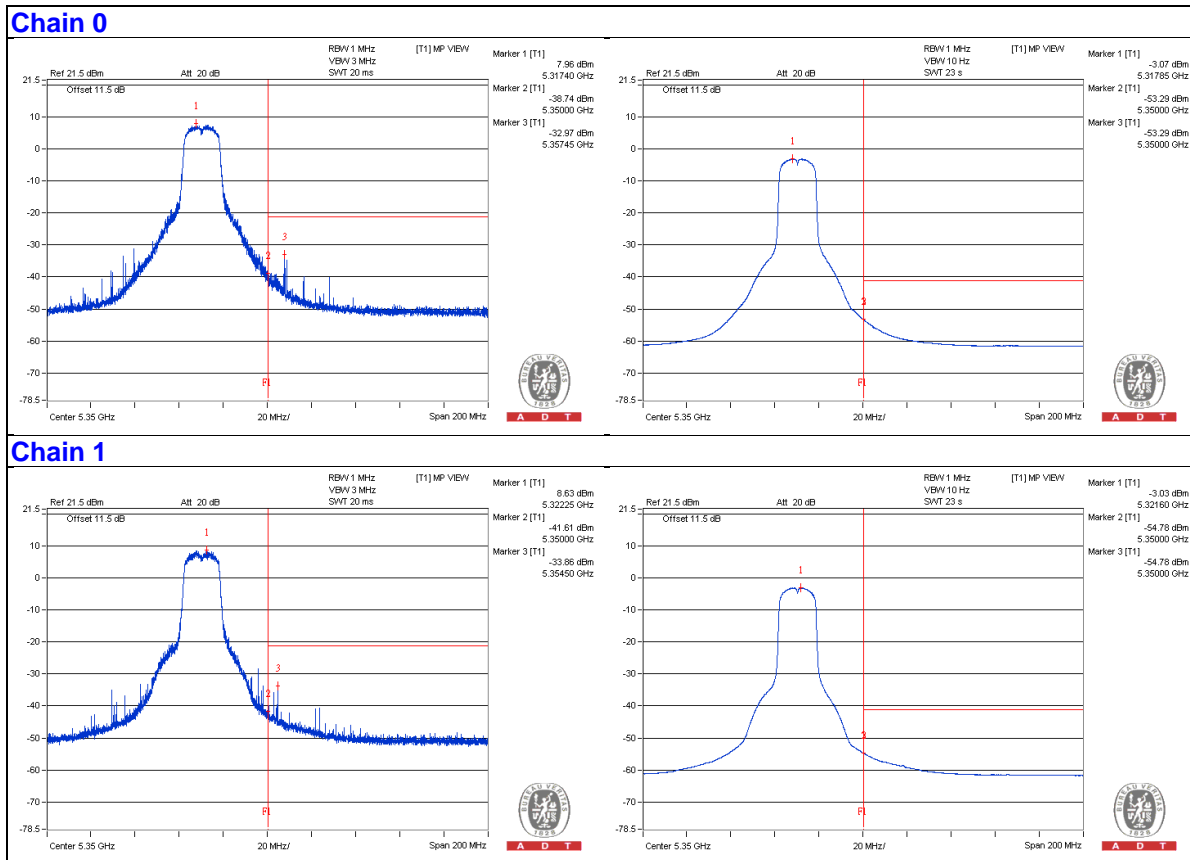 Chain 0
RBW 1 MHz [T1] MP VIEW
VBW 3 MHz
Ref 21.5 dBm Att 20 dB SWT 20 ms
Offset 11.5 dB
Marker 1 [T1]
7.96 dBm
5.31740 GHz
Marker 2 [T1]
-38.74 dBm
5.35000 GHz
Marker 3 [T1]
-32.97 dBm
5.35745 GHz
21.5
10
0
-10
-20
-30
-40
-50
-60
-70
-78.5
1
2
3
F1
Center 5.35 GHz 20 MHz/ Span 200 MHz
BUREAU VERITAS
1828
A D T
RBW 1 MHz [T1] MP VIEW
VBW 10 Hz
Ref 21.5 dBm Att 20 dB SWT 23 s
Offset 11.5 dB
Marker 1 [T1]
-3.07 dBm
5.31785 GHz
Marker 2 [T1]
-53.29 dBm
5.35000 GHz
Marker 3 [T1]
-53.29 dBm
5.35000 GHz
21.5
10
0
-10
-20
-30
-40
-50
-60
-70
-78.5
1
3
F1
Center 5.35 GHz 20 MHz/ Span 200 MHz
BUREAU VERITAS
1828
A D T
Chain 1
RBW 1 MHz [T1] MP VIEW
VBW 3 MHz
Ref 21.5 dBm Att 20 dB SWT 20 ms
Offset 11.5 dB
Marker 1 [T1]
8.63 dBm
5.32225 GHz
Marker 2 [T1]
-41.61 dBm
5.35000 GHz
Marker 3 [T1]
-33.86 dBm
5.35450 GHz
21.5
10
0
-10
-20
-30
-40
-50
-60
-70
-78.5
1
2
3
F1
Center 5.35 GHz 20 MHz/ Span 200 MHz
BUREAU VERITAS
1828
A D T
RBW 1 MHz [T1] MP VIEW
VBW 10 Hz
Ref 21.5 dBm Att 20 dB SWT 23 s
Offset 11.5 dB
Marker 1 [T1]
-3.03 dBm
5.32160 GHz
Marker 2 [T1]
-54.78 dBm
5.35000 GHz
Marker 3 [T1]
-54.78 dBm
5.35000 GHz
21.5
10
0
-10
-20
-30
-40
-50
-60
-70
-78.5
1
3
F1
Center 5.35 GHz 20 MHz/ Span 200 MHz
BUREAU VERITAS
1828
A D T